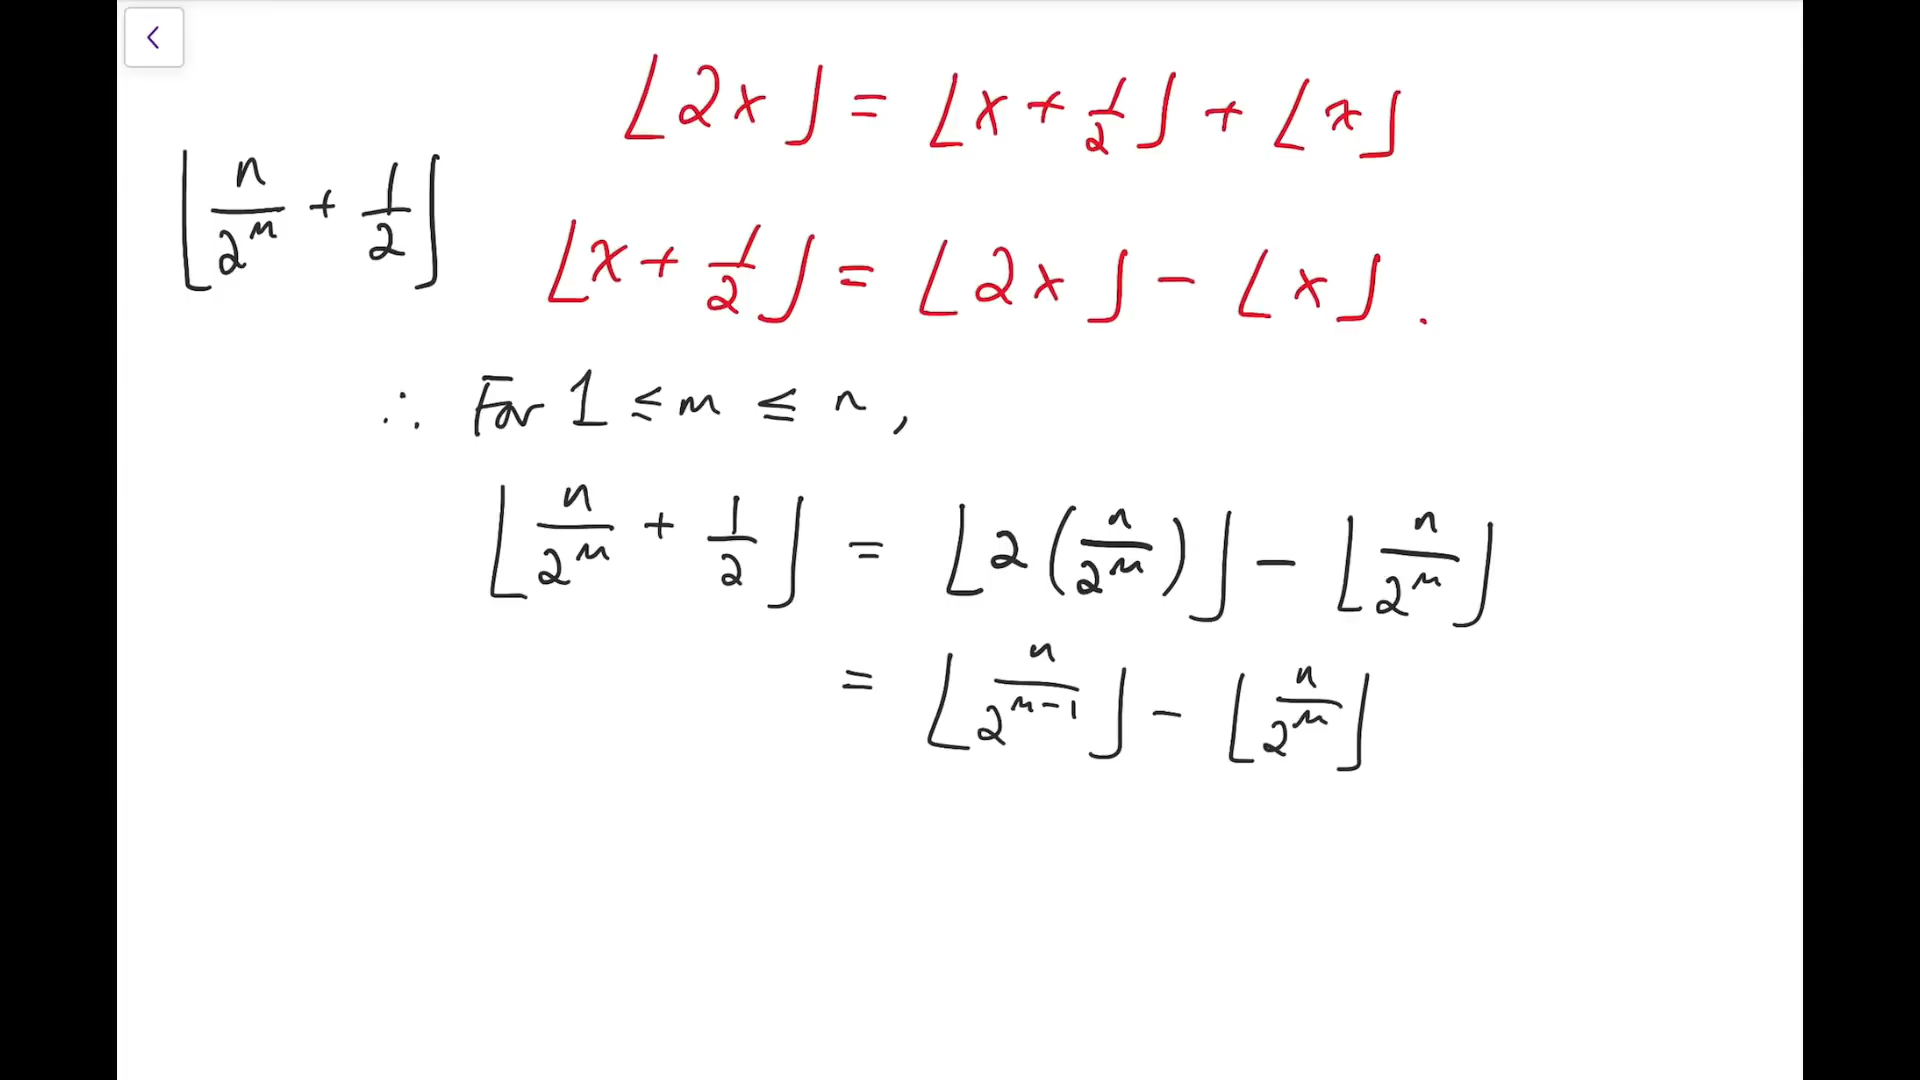 ⌊2x⌋ = ⌊x + 1/2⌋ + ⌊x⌋
⌊n/2^m + 1/2⌋
⌊x + 1/2⌋ = ⌊2x⌋ - ⌊x⌋.
∴ For 1 ≤ m ≤ n,
⌊n/2^m + 1/2⌋ = ⌊2(n/2^m)⌋ - ⌊n/2^m⌋
= ⌊n/2^(m-1)⌋ - ⌊n/2^m⌋